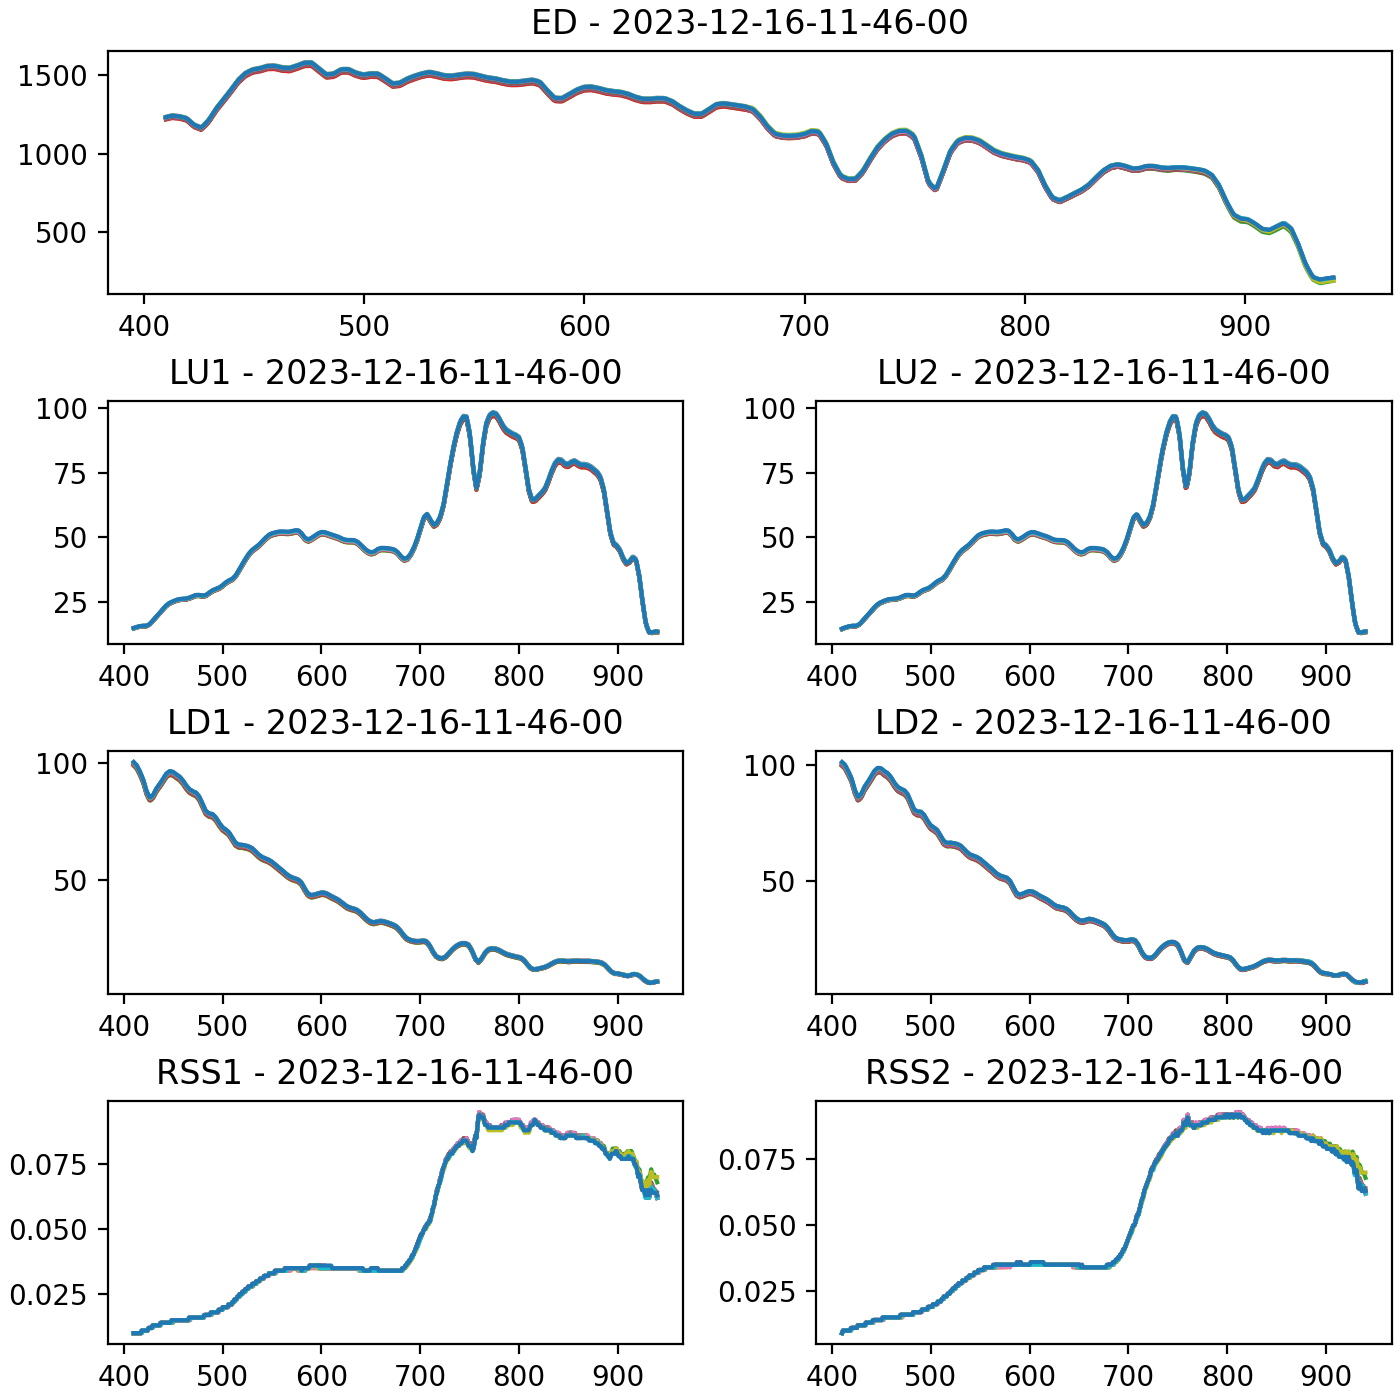 ED - 2023-12-16-11-46-00
1500
1000
500
400 500 600 700 800 900
LU1 - 2023-12-16-11-46-00
100
75
50
25
400 500 600 700 800 900
LU2 - 2023-12-16-11-46-00
100
75
50
25
400 500 600 700 800 900
LD1 - 2023-12-16-11-46-00
100
50
400 500 600 700 800 900
LD2 - 2023-12-16-11-46-00
100
50
400 500 600 700 800 900
RSS1 - 2023-12-16-11-46-00
0.075
0.050
0.025
400 500 600 700 800 900
RSS2 - 2023-12-16-11-46-00
0.075
0.050
0.025
400 500 600 700 800 900